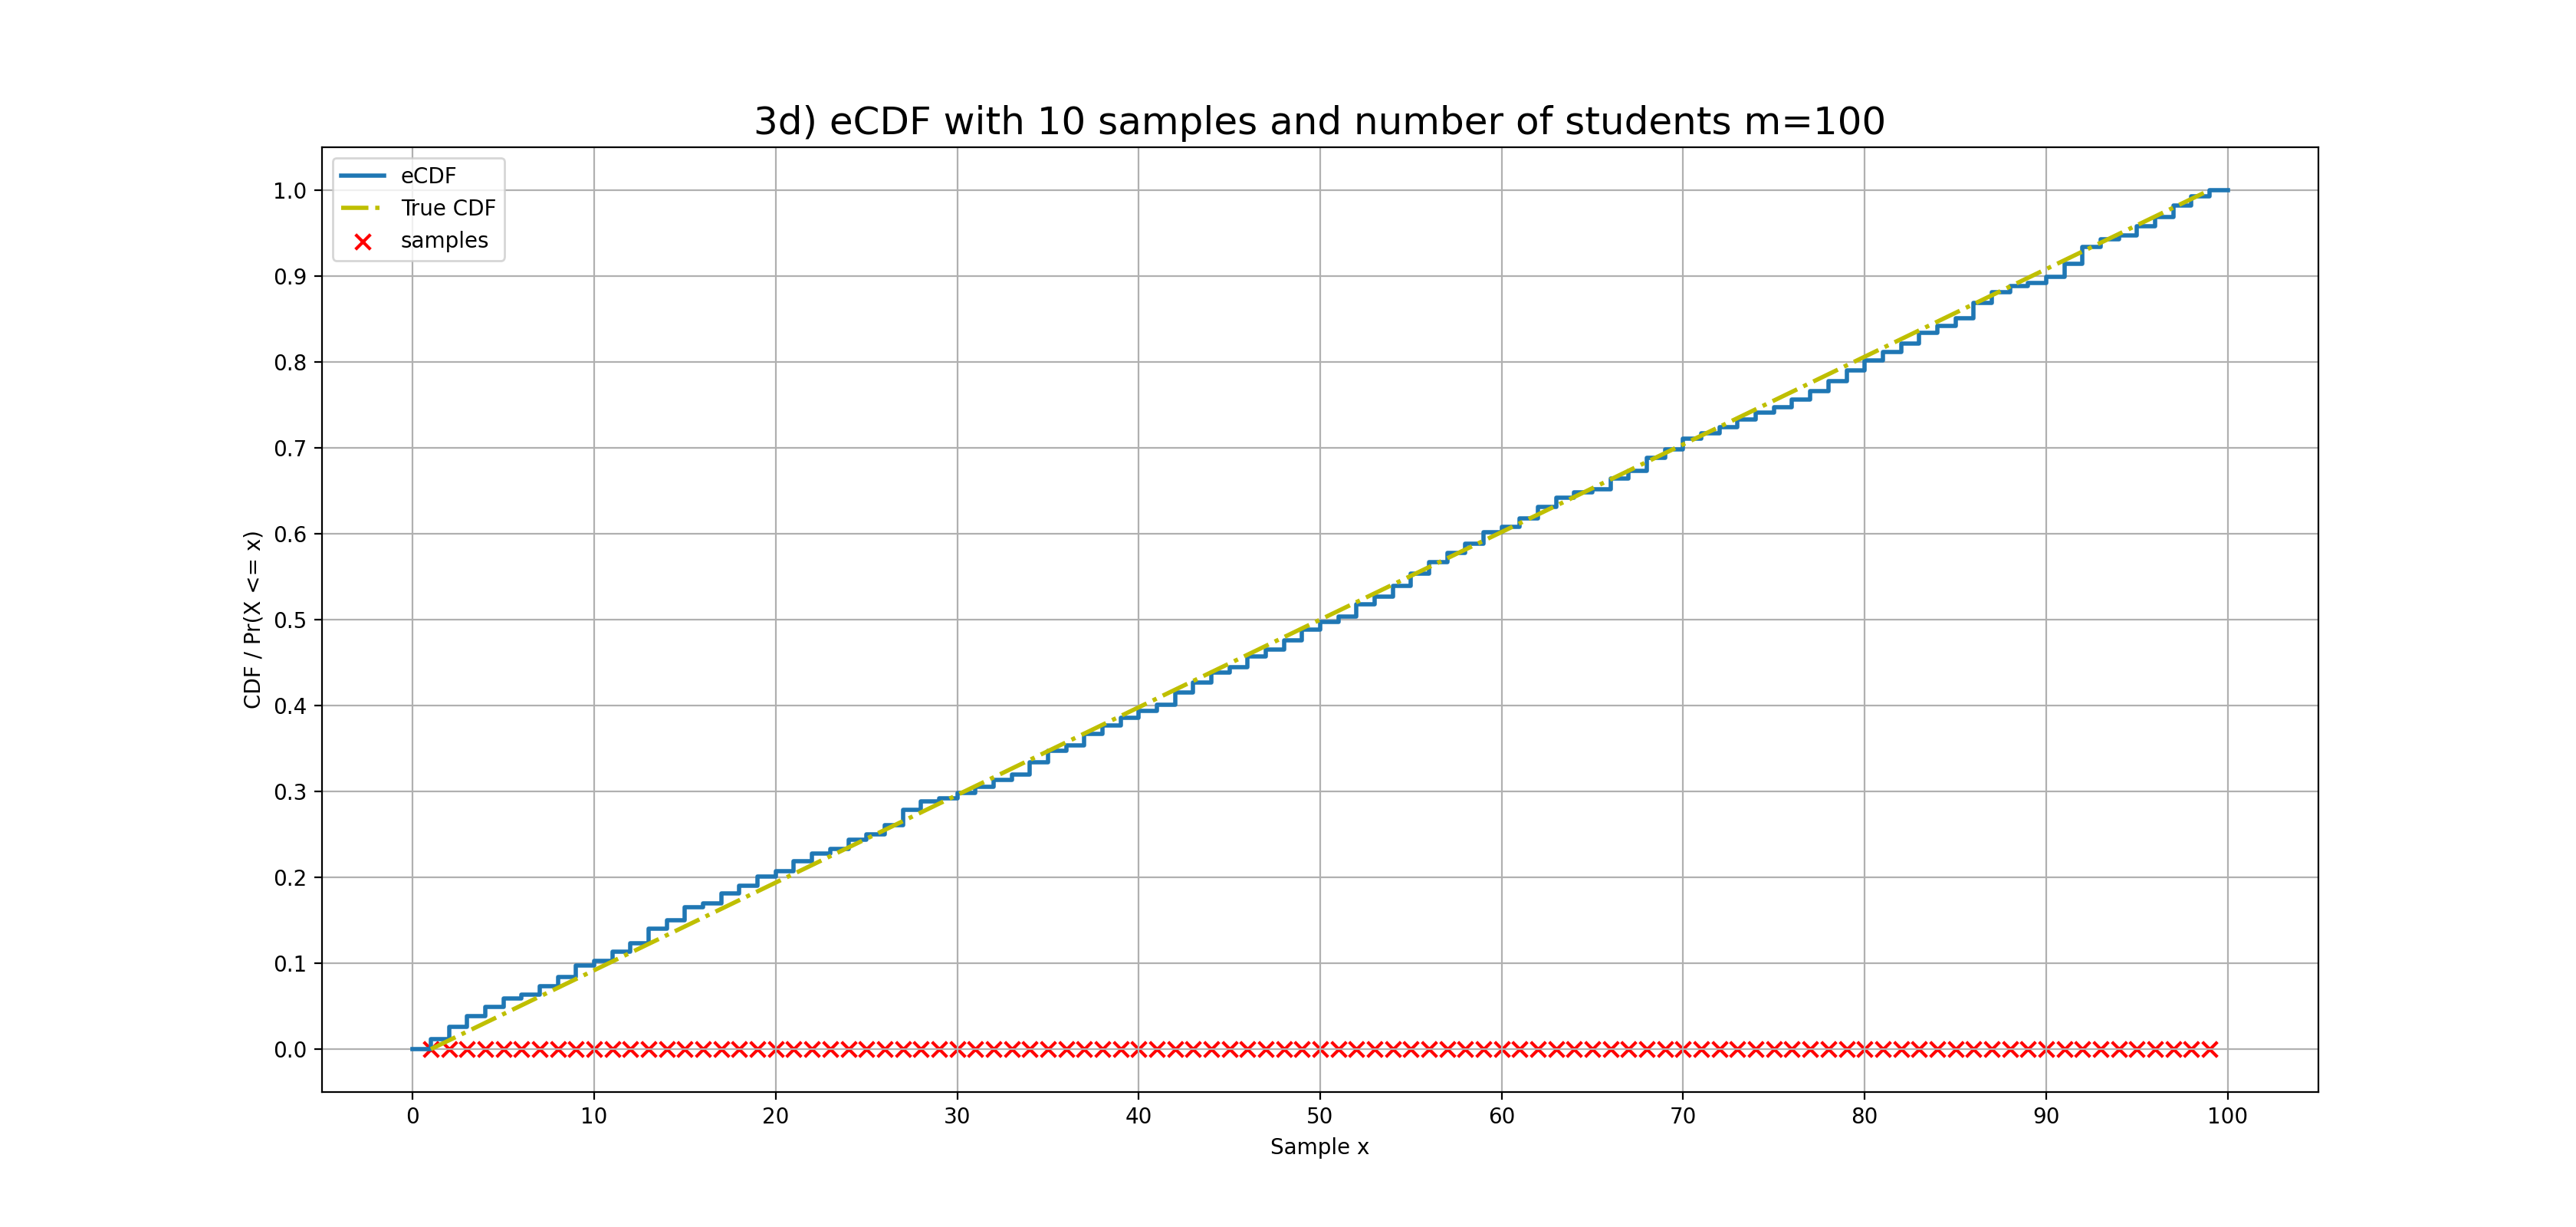 3d) eCDF with 10 samples and number of students m=100
eCDF
True CDF
samples
CDF / Pr(X <= x)
1.0
0.9
0.8
0.7
0.6
0.5
0.4
0.3
0.2
0.1
0.0
0 10 20 30 40 50 60 70 80 90 100
Sample x